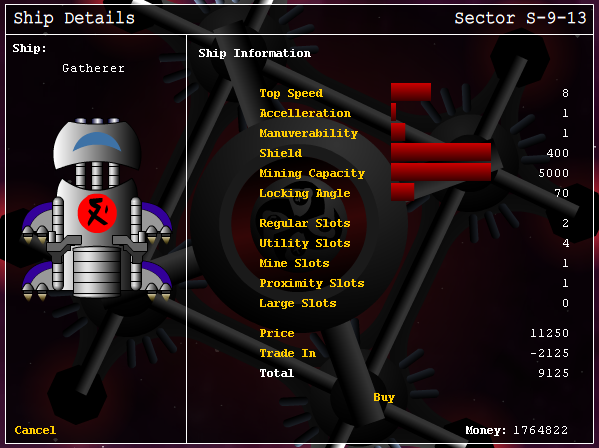 Ship Details Sector S-9-13
Ship:
Gatherer
Ship Information
Top Speed 8
Accelleration 1
Manuverability 1
Shield 400
Mining Capacity 5000
Locking Angle 70
Regular Slots 2
Utility Slots 4
Mine Slots 1
Proximity Slots 1
Large Slots 0
Price 11250
Trade In -2125
Total 9125
Buy
Cancel Money: 1764822